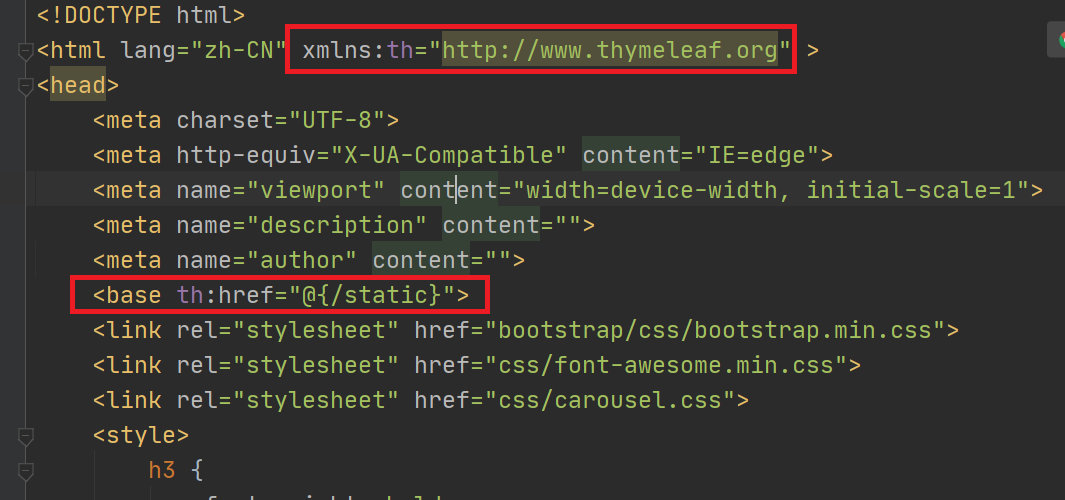 <!DOCTYPE html>
<html lang="zh-CN" xmlns:th="http://www.thymeleaf.org" >
<head>
<meta charset="UTF-8">
<meta http-equiv="X-UA-Compatible" content="IE=edge">
<meta name="viewport" content="width=device-width, initial-scale=1">
<meta name="description" content="">
<meta name="author" content="">
<base th:href="@{/static}">
<link rel="stylesheet" href="bootstrap/css/bootstrap.min.css">
<link rel="stylesheet" href="css/font-awesome.min.css">
<link rel="stylesheet" href="css/carousel.css">
<style>
h3 {